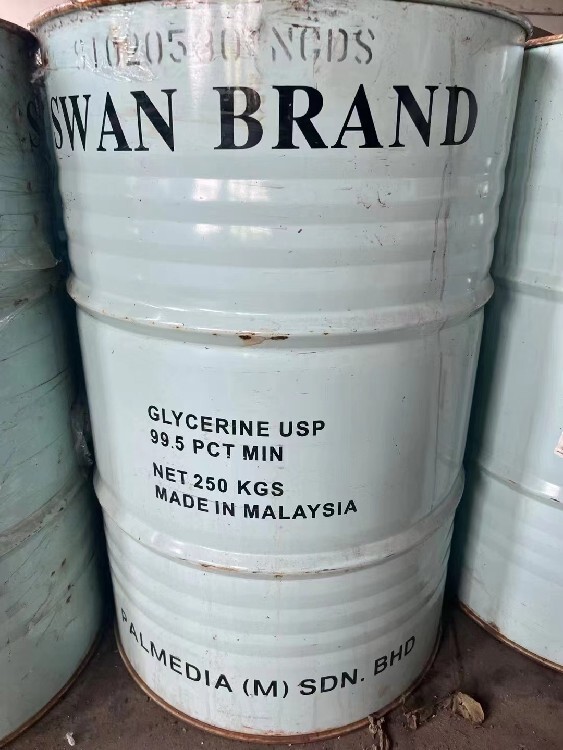 SWAN BRAND
GLYCERINE USP
99.5 PCT MIN
NET 250 KGS
MADE IN MALAYSIA
PALMEDIA (M) SDN. BHD